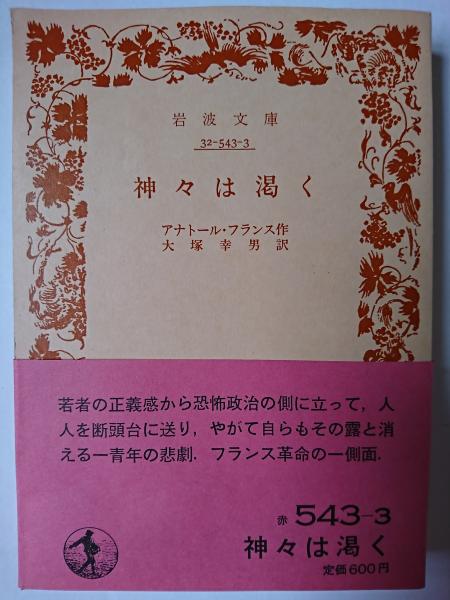 岩波文庫
32-543-3
神々は渇く
アナトール・フランス作
大塚幸男訳
若者の正義感から恐怖政治の側に立って，人
人を断頭台に送り，やがて自らもその露と消
える一青年の悲劇．フランス革命の一側面．
赤 543-3
神々は渇く
定価600円